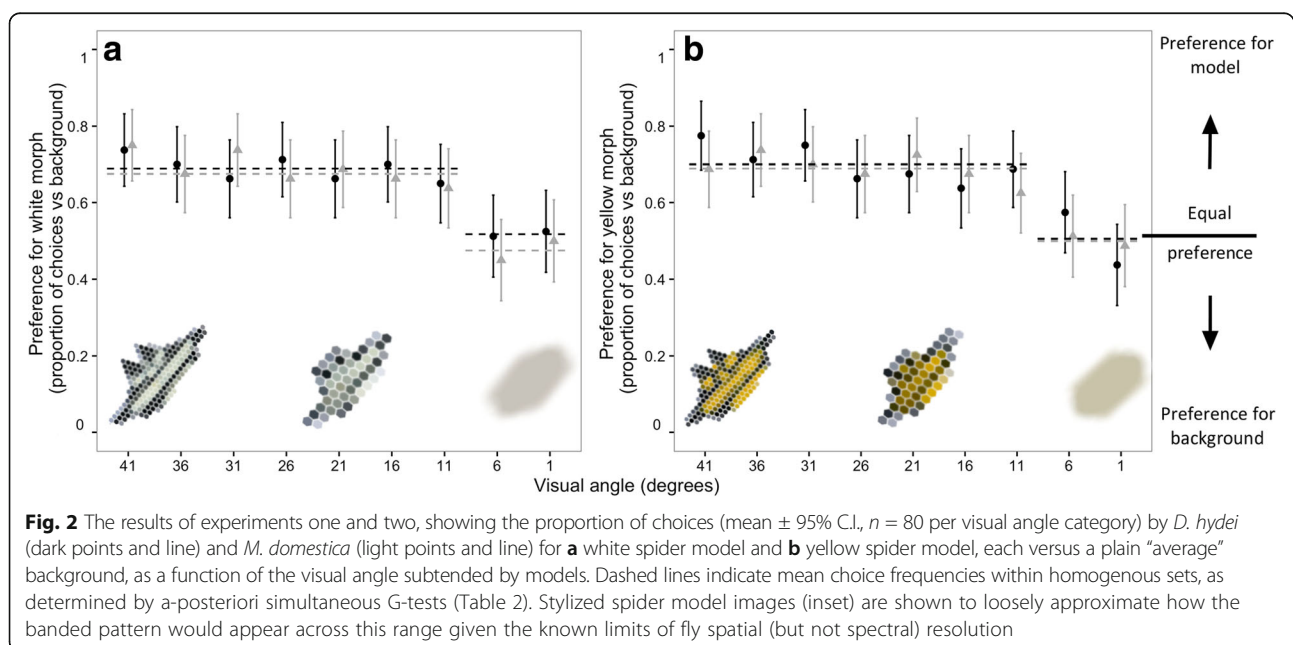 a
b
Preference for white morph
(proportion of choices vs background)
1
0.8
0.6
0.4
0.2
0
41 36 31 26 21 16 11 6 1
Preference for yellow morph
(proportion of choices vs background)
1
0.8
0.6
0.4
0.2
0
41 36 31 26 21 16 11 6 1
Visual angle (degrees)
Preference for
model
Equal
preference
Preference for
background
Fig. 2 The results of experiments one and two, showing the proportion of choices (mean ± 95% C.I., n = 80 per visual angle category) by D. hydei
(dark points and line) and M. domestica (light points and line) for a white spider model and b yellow spider model, each versus a plain “average”
background, as a function of the visual angle subtended by models. Dashed lines indicate mean choice frequencies within homogenous sets, as
determined by a-posteriori simultaneous G-tests (Table 2). Stylized spider model images (inset) are shown to loosely approximate how the
banded pattern would appear across this range given the known limits of fly spatial (but not spectral) resolution